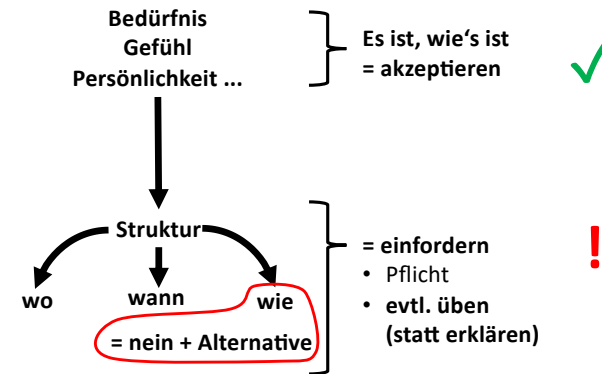 Bedürfnis
Gefühl
Persönlichkeit ...
Es ist, wie‘s ist
= akzeptieren
Struktur
wo
wann
wie
= nein + Alternative
= einfordern
• Pflicht
• evtl. üben
(statt erklären)
!